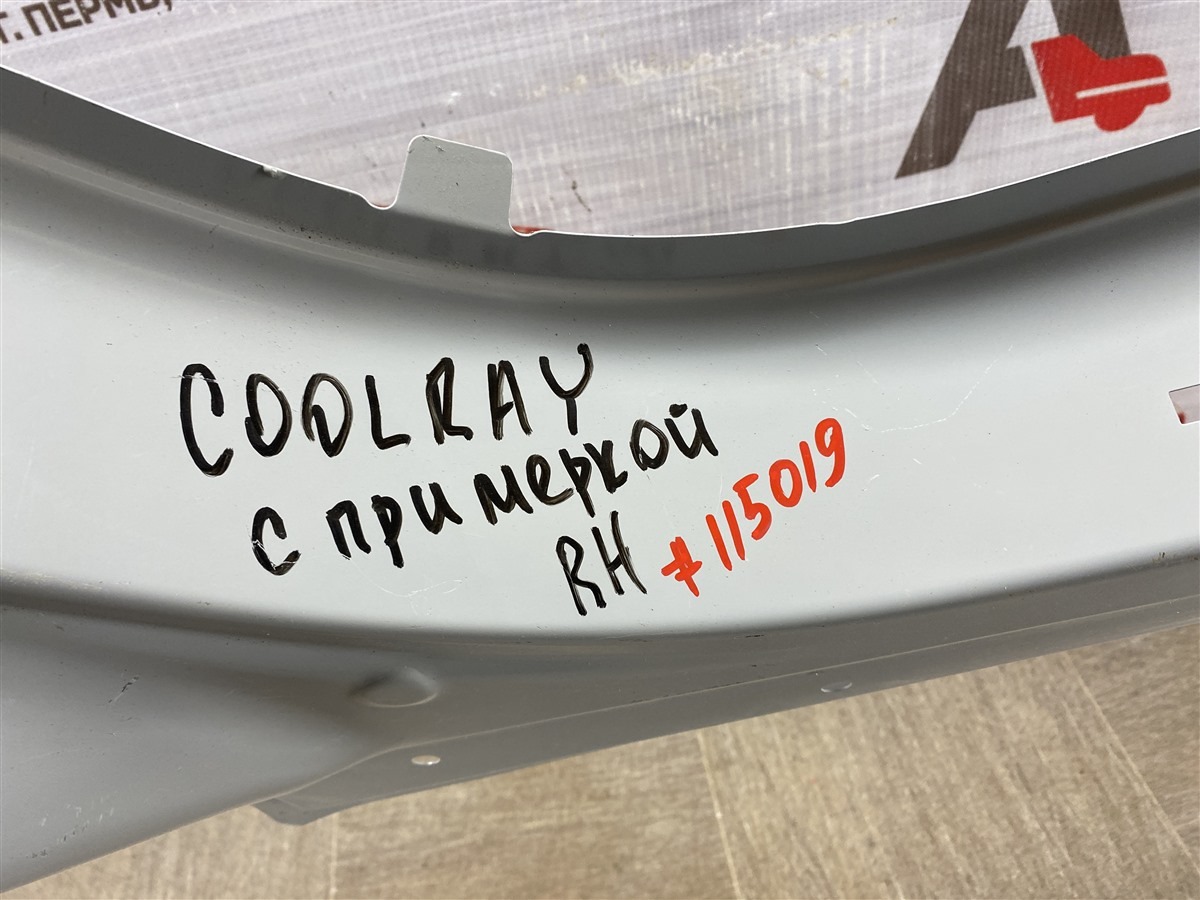 г. ПЕРМЬ,
COOLRAY
с примеркой
RH #115019